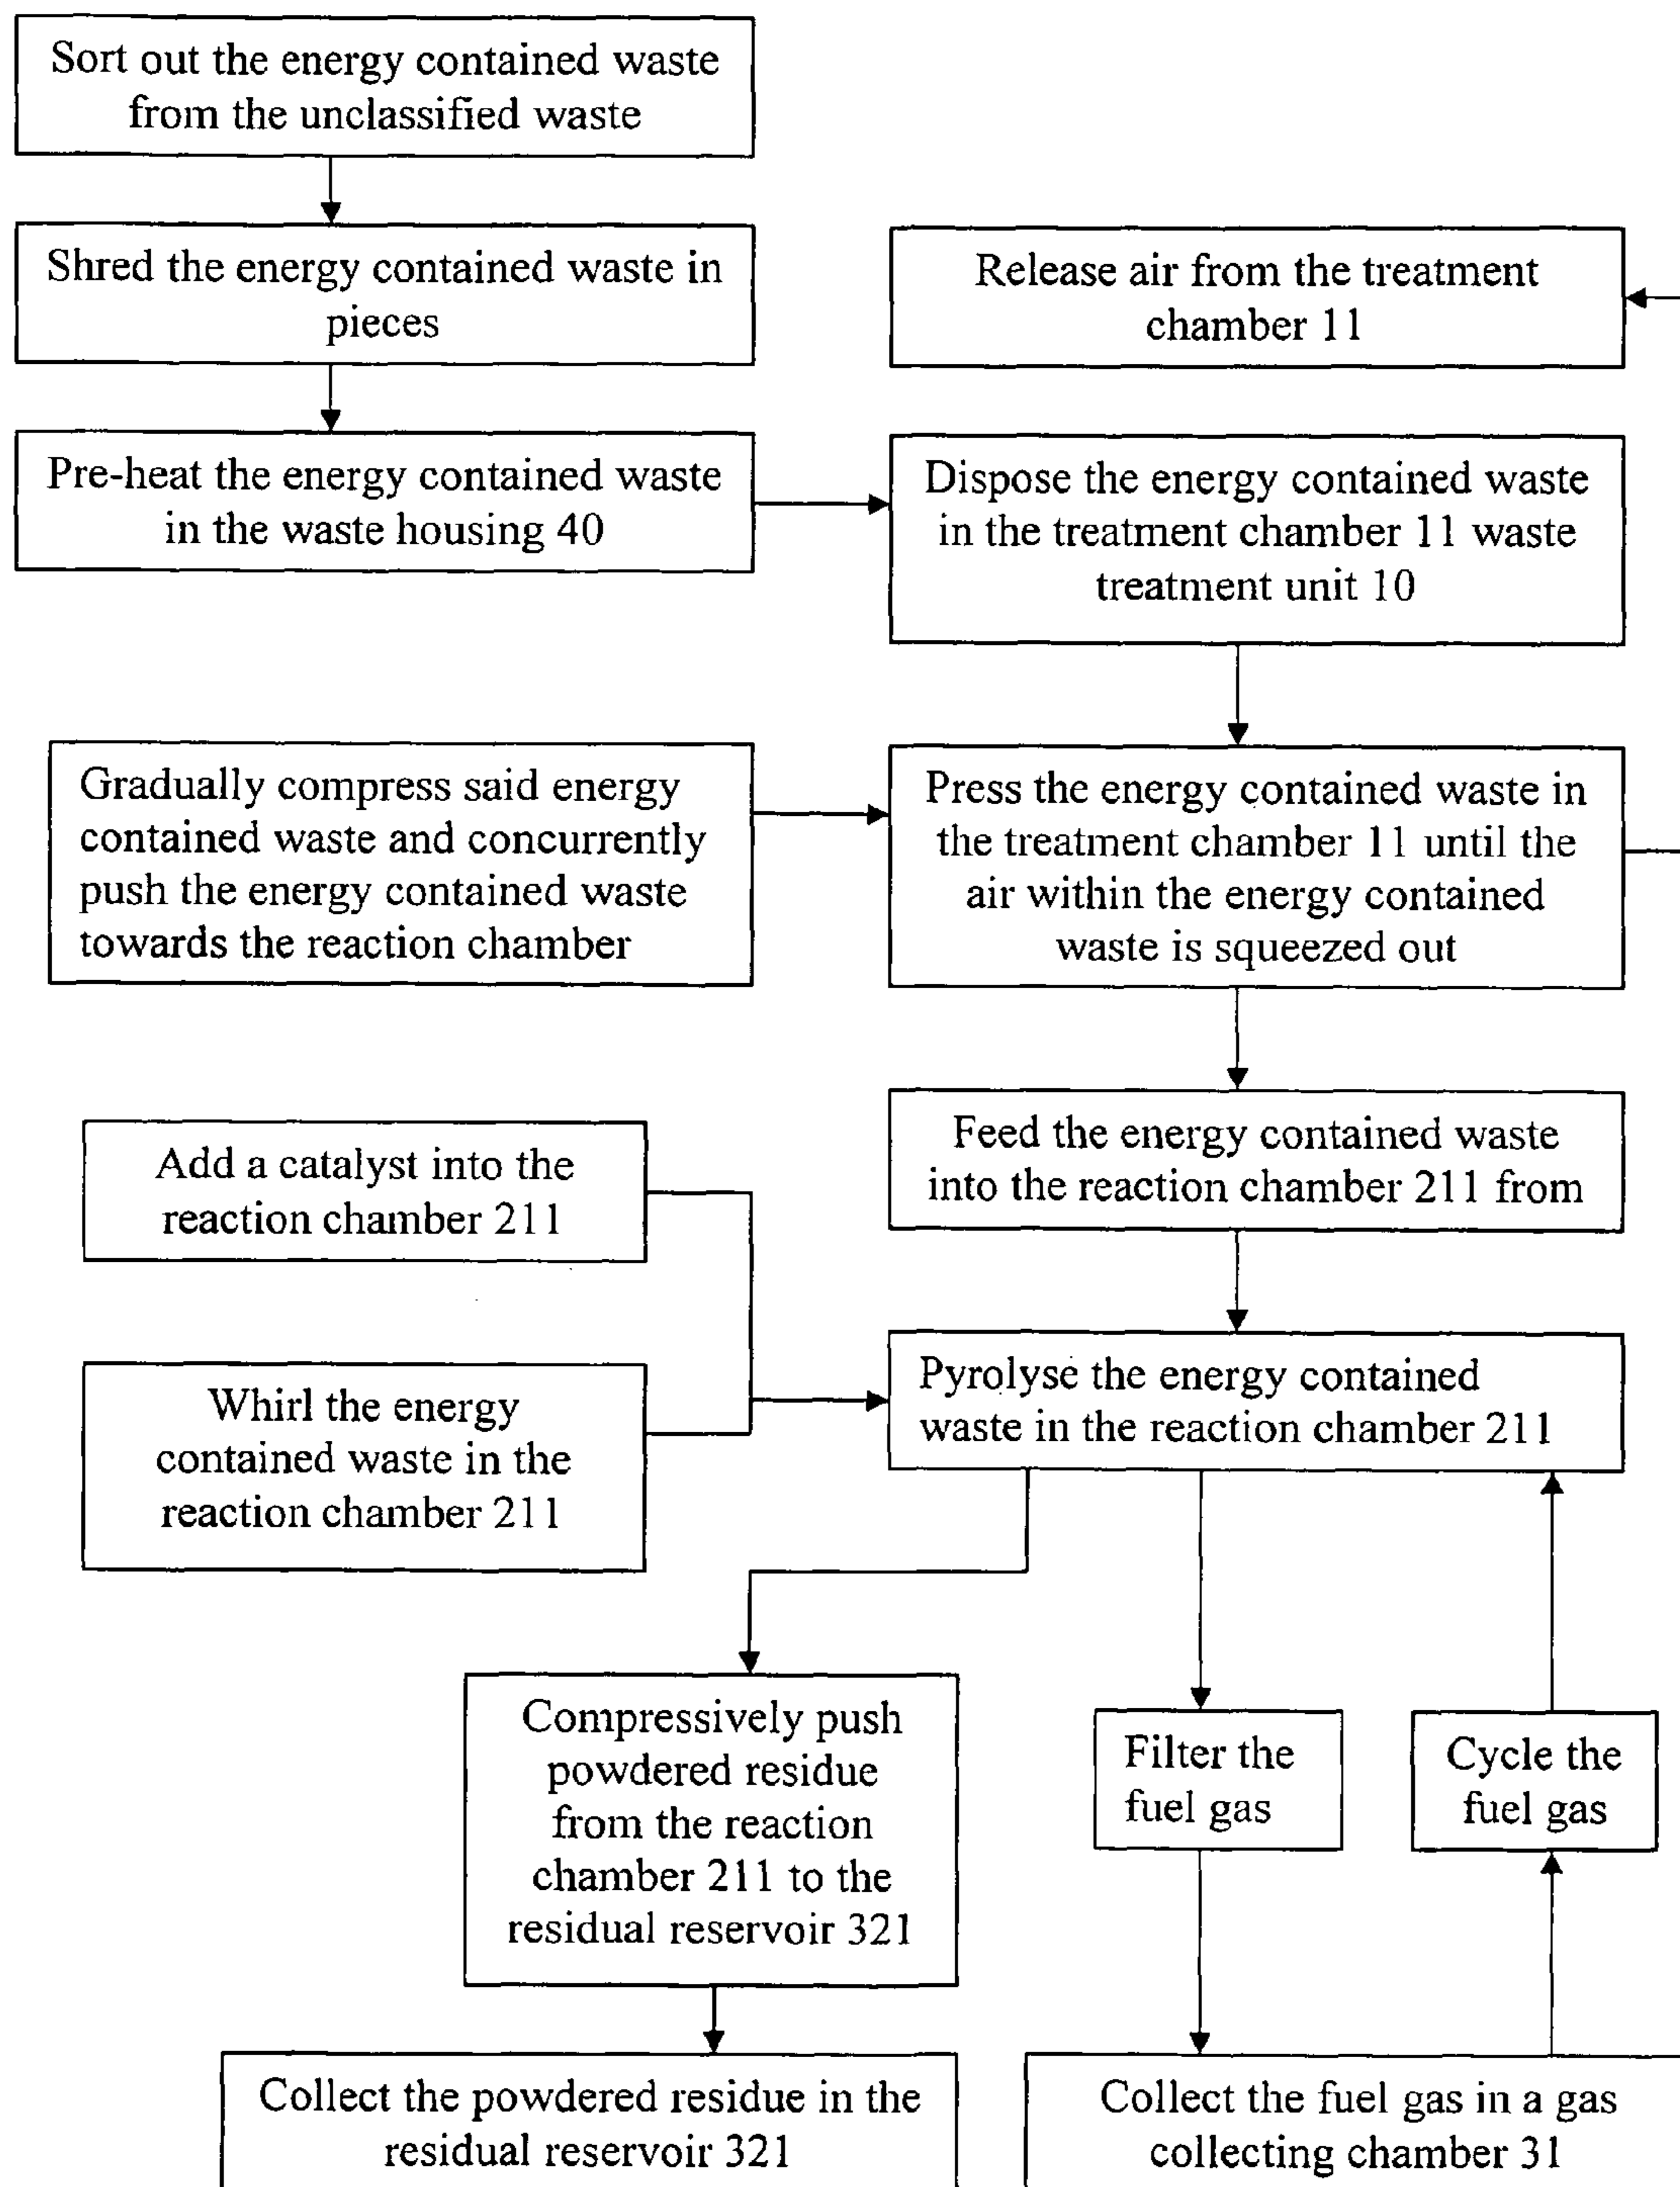 Sort out the energy contained waste
from the unclassified waste
Shred the energy contained waste in
pieces
Release air from the treatment
chamber 11
Pre-heat the energy contained waste
in the waste housing 40
Dispose the energy contained waste
in the treatment chamber 11 waste
treatment unit 10
Gradually compress said energy
contained waste and concurrently
push the energy contained waste
towards the reaction chamber
Press the energy contained waste in
the treatment chamber 11 until the
air within the energy contained
waste is squeezed out
Add a catalyst into the
reaction chamber 211
Feed the energy contained waste
into the reaction chamber 211 from
Whirl the energy
contained waste in the
reaction chamber 211
Pyrolyse the energy contained
waste in the reaction chamber 211
Compressively push
powdered residue
from the reaction
chamber 211 to the
residual reservoir 321
Filter the
fuel gas
Cycle the
fuel gas
Collect the powdered residue in the
residual reservoir 321
Collect the fuel gas in a gas
collecting chamber 31